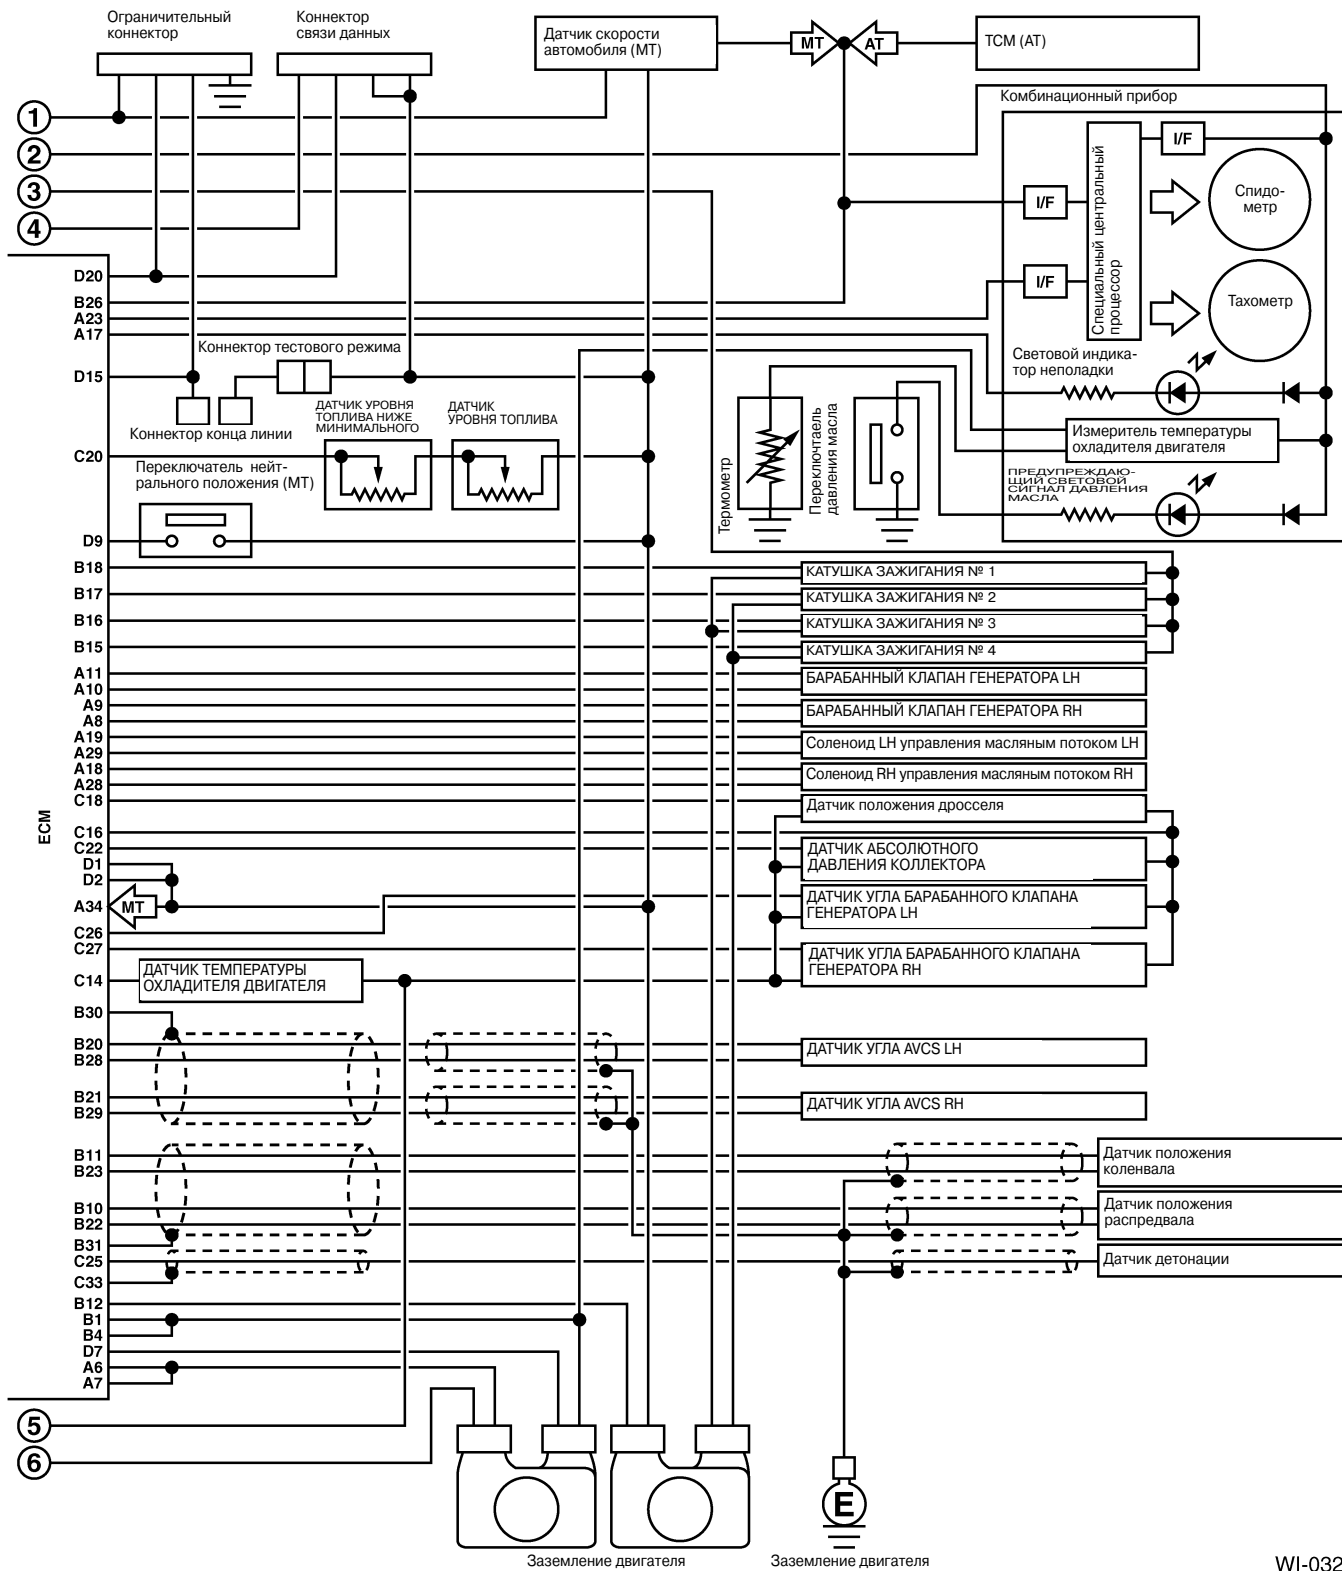 Ограничительный
коннектор
Коннектор
связи данных
Датчик скорости
автомобиля (МТ)
МТ
АТ
TCM (AT)
Комбинационный прибор
1
2
3
4
I/F
I/F
I/F
Специальный центральный
процессор
Спидо-
метр
Тахометр
D20
B26
A23
A17
Коннектор тестового режима
D15
Коннектор конца линии
ДАТЧИК УРОВНЯ
ТОПЛИВА НИЖЕ
МИНИМАЛЬНОГО
ДАТЧИК
УРОВНЯ ТОПЛИВА
Световой индика-
тор неполадки
Измеритель температуры
охладителя двигателя
ПРЕДУПРЕЖДАЮ-
ЩИЙ СВЕТОВОЙ
СИГНАЛ ДАВЛЕНИЯ
МАСЛА
Термометр
Переключтаель
давления масла
C20
Переключатель нейт-
рального положения (МТ)
D9
B18
КАТУШКА ЗАЖИГАНИЯ № 1
B17
КАТУШКА ЗАЖИГАНИЯ № 2
B16
КАТУШКА ЗАЖИГАНИЯ № 3
B15
КАТУШКА ЗАЖИГАНИЯ № 4
A11
A10
БАРАБАННЫЙ КЛАПАН ГЕНЕРАТОРА LH
A9
A8
БАРАБАННЫЙ КЛАПАН ГЕНЕРАТОРА RH
A19
A29
Соленоид LH управления масляным потоком LH
A18
A28
Соленоид RH управления масляным потоком RH
C18
Датчик положения дросселя
ECM
C16
C22
ДАТЧИК АБСОЛЮТНОГО
ДАВЛЕНИЯ КОЛЛЕКТОРА
D1
D2
A34
МТ
ДАТЧИК УГЛА БАРАБАННОГО КЛАПАНА
ГЕНЕРАТОРА LH
C26
C27
ДАТЧИК УГЛА БАРАБАННОГО КЛАПАНА
ГЕНЕРАТОРА RH
C14
ДАТЧИК ТЕМПЕРАТУРЫ
ОХЛАДИТЕЛЯ ДВИГАТЕЛЯ
B30
B20
B28
ДАТЧИК УГЛА AVCS LH
B21
B29
ДАТЧИК УГЛА AVCS RH
B11
B23
Датчик положения
коленвала
B10
B22
Датчик положения
распредвала
B31
C25
Датчик детонации
C33
B12
B1
B4
D7
A6
A7
5
6
E
Заземление двигателя
Заземление двигателя
WI-032